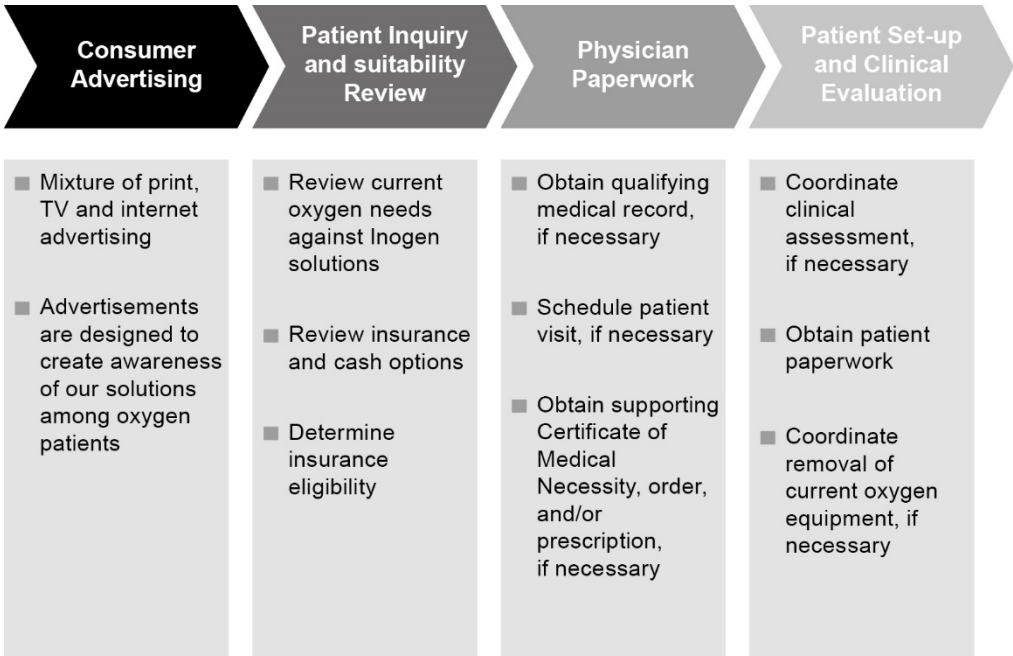 Consumer
Advertising
Patient Inquiry
and suitability
Review
Physician
Paperwork
Patient Set-up
and Clinical
Evaluation
Mixture of print,
TV and internet
advertising
Advertisements
are designed to
create awareness
of our solutions
among oxygen
patients
Review current
oxygen needs
against Inogen
solutions
Review insurance
and cash options
Determine
insurance
eligibility
Obtain qualifying
medical record,
if necessary
Schedule patient
visit, if necessary
Obtain supporting
Certificate of
Medical
Necessity, order,
and/or
prescription,
if necessary
Coordinate
clinical
assessment,
if necessary
Obtain patient
paperwork
Coordinate
removal of
current oxygen
equipment, if
necessary